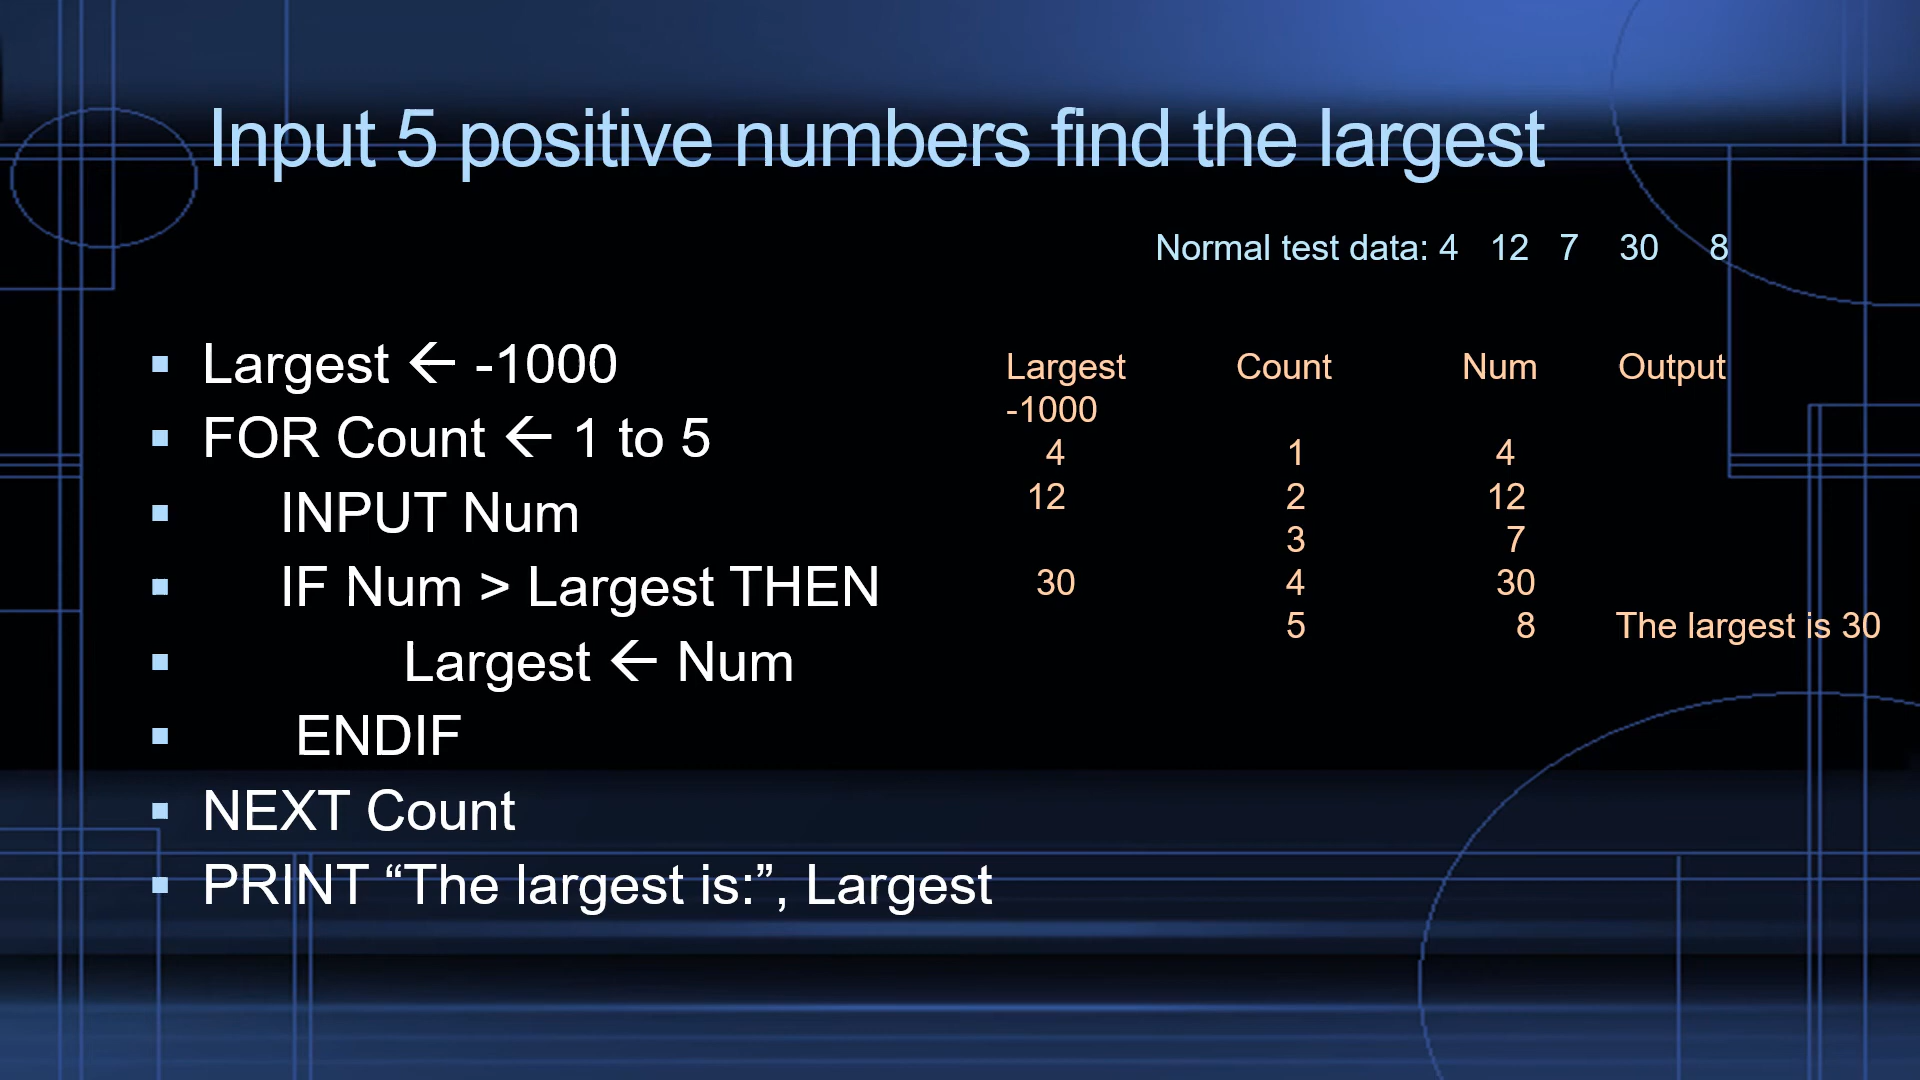 Input 5 positive numbers find the largest
Normal test data: 4 12 7 30 8
▪ Largest ← -1000
▪ FOR Count ← 1 to 5
▪ INPUT Num
▪ IF Num > Largest THEN
▪ Largest ← Num
▪ ENDIF
▪ NEXT Count
▪ PRINT “The largest is:”, Largest
Largest Count Num Output
-1000
4 1 4
12 2 12
3 7
30 4 30
5 8 The largest is 30